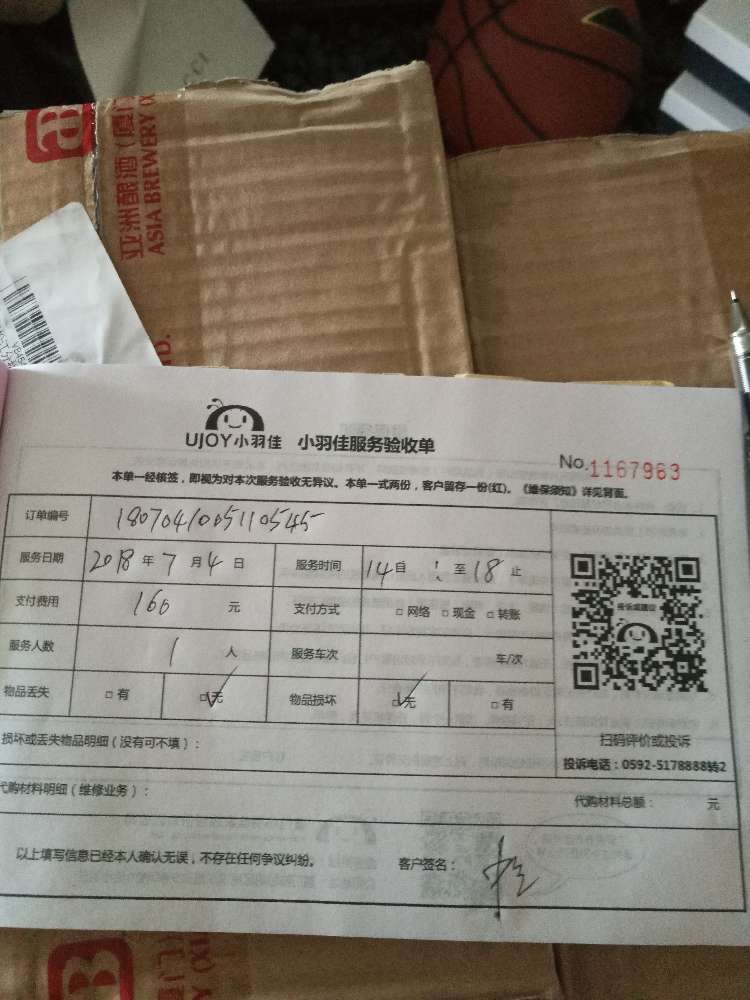 亚洲酿酒（厦门）
ASIA BREWERY (X
TD.
UJOY小羽佳 小羽佳服务验收单
No.1167963
本单一经核签，即视为对本次服务验收无异议。本单一式两份，客户留存一份(红)。《维保须知》详见背面。
订单编号 1807041005110545
服务日期 2018 年 7 月 4 日 服务时间 14 自 : 至 18 止
支付费用 160 元 支付方式 □ 网络 □ 现金 □ 转账
服务人数 1 人 服务车次 车/次
物品丢失 □ 有 □ 无 物品损坏 □ 无 □ 有
投诉或建议
扫码评价或投诉
投诉电话：0592-5178888转2
损坏或丢失物品明细（没有可不填）：
代购材料明细（维修业务）：
代购材料总额： 元
以上填写信息已经本人确认无误，不存在任何争议纠纷。 客户签名：